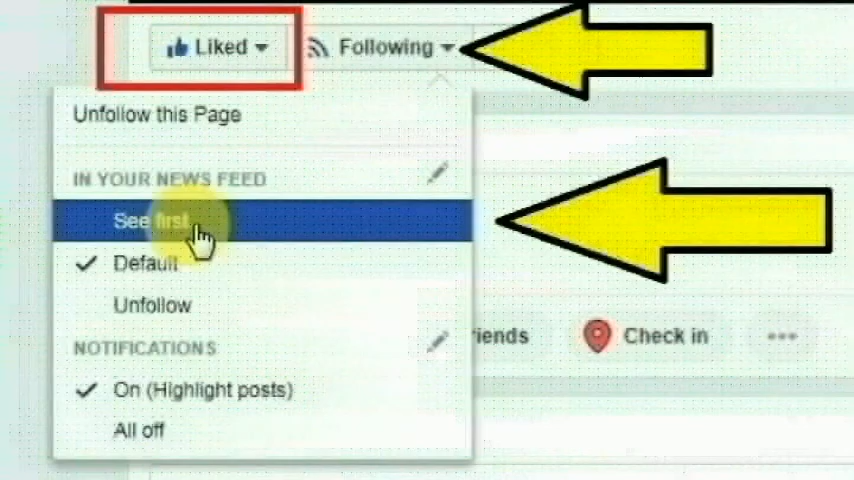 Liked Following
Unfollow this Page
IN YOUR NEWS FEED
See first
Default
Unfollow
riends Check in
NOTIFICATIONS
On (Highlight posts)
All off